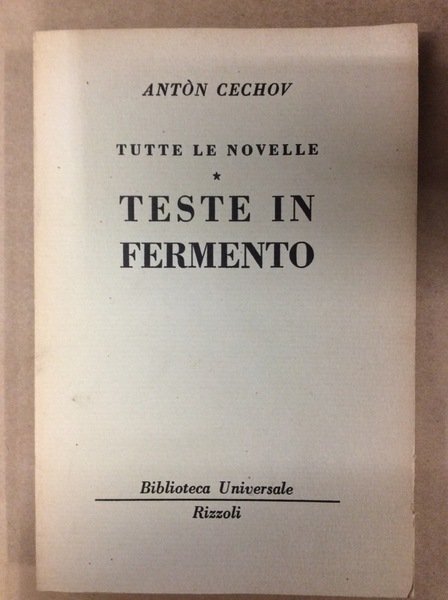 ANTÒN CECHOV
TUTTE LE NOVELLE
★
TESTE IN
FERMENTO
Biblioteca Universale
Rizzoli